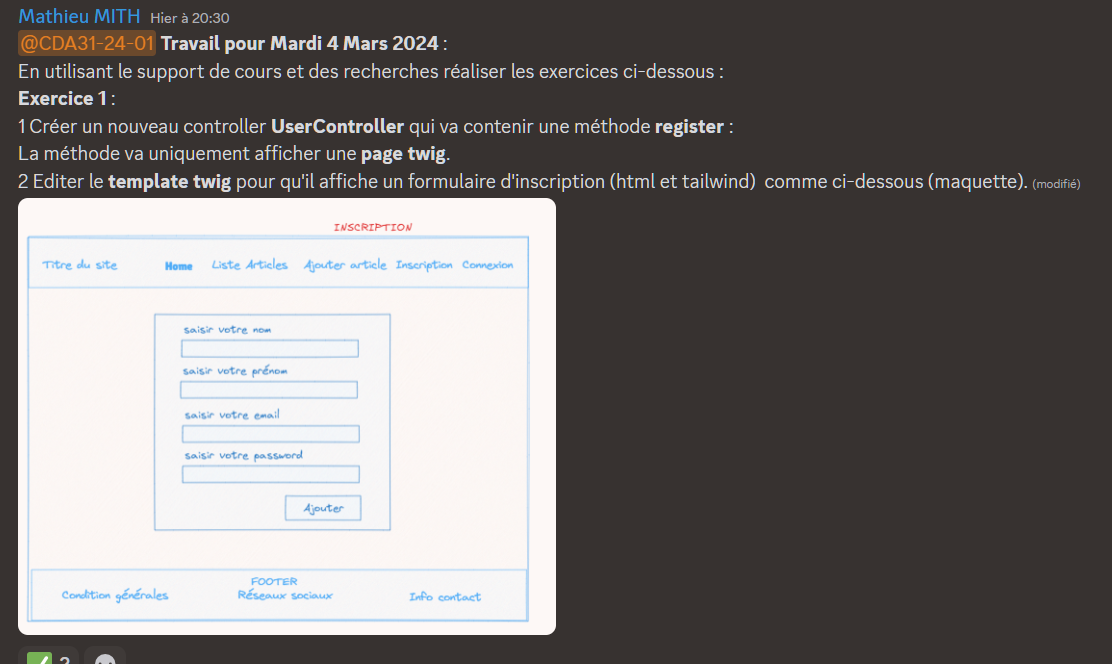 Mathieu MITH Hier à 20:30
@CDA31-24-01 Travail pour Mardi 4 Mars 2024 :
En utilisant le support de cours et des recherches réaliser les exercices ci-dessous :
Exercice 1 :
1 Créer un nouveau controller UserController qui va contenir une méthode register :
La méthode va uniquement afficher une page twig.
2 Editer le template twig pour qu'il affiche un formulaire d'inscription (html et tailwind) comme ci-dessous (maquette). (modifié)
INSCRIPTION
Titre du site Home Liste Articles Ajouter article Inscription Connexion
saisir votre nom
saisir votre prénom
saisir votre email
saisir votre password
Ajouter
FOOTER
Condition générales Réseaux sociaux Info contact
2